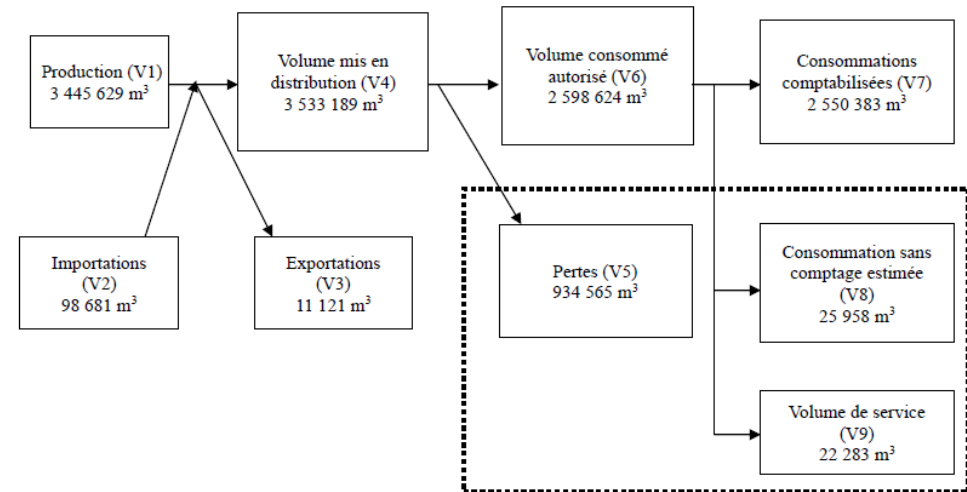 Production (V1)
3 445 629 m³
Volume mis en
distribution (V4)
3 533 189 m³
Volume consommé
autorisé (V6)
2 598 624 m³
Consommations
comptabilisées (V7)
2 550 383 m³
Importations
(V2)
98 681 m³
Exportations
(V3)
11 121 m³
Pertes (V5)
934 565 m³
Consommation sans
comptage estimée
(V8)
25 958 m³
Volume de service
(V9)
22 283 m³